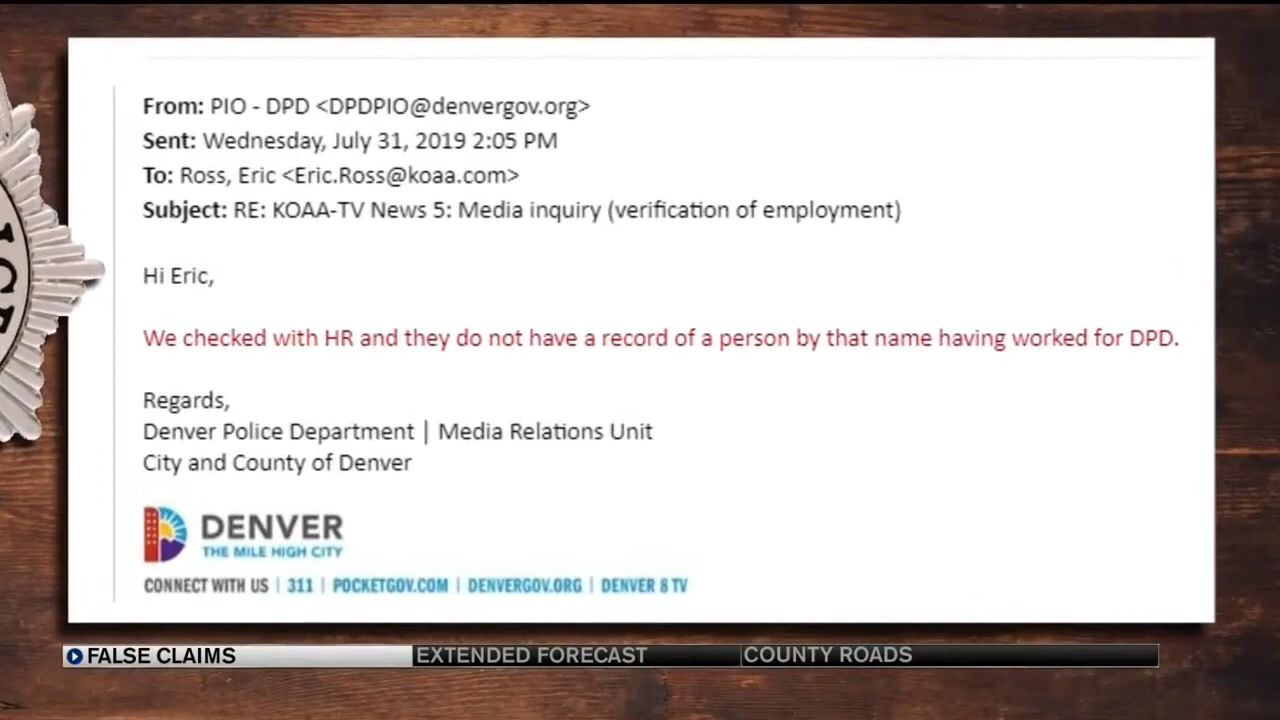 From: PIO - DPD <DPDPIO@denvergov.org>
Sent: Wednesday, July 31, 2019 2:05 PM
To: Ross, Eric <Eric.Ross@koaa.com>
Subject: RE: KOAA-TV News 5: Media inquiry (verification of employment)
Hi Eric,
We checked with HR and they do not have a record of a person by that name having worked for DPD.
Regards,
Denver Police Department | Media Relations Unit
City and County of Denver
DENVER
THE MILE HIGH CITY
CONNECT WITH US | 311 | POCKETGOV.COM | DENVERGOV.ORG | DENVER 8 TV
FALSE CLAIMS EXTENDED FORECAST COUNTY ROADS